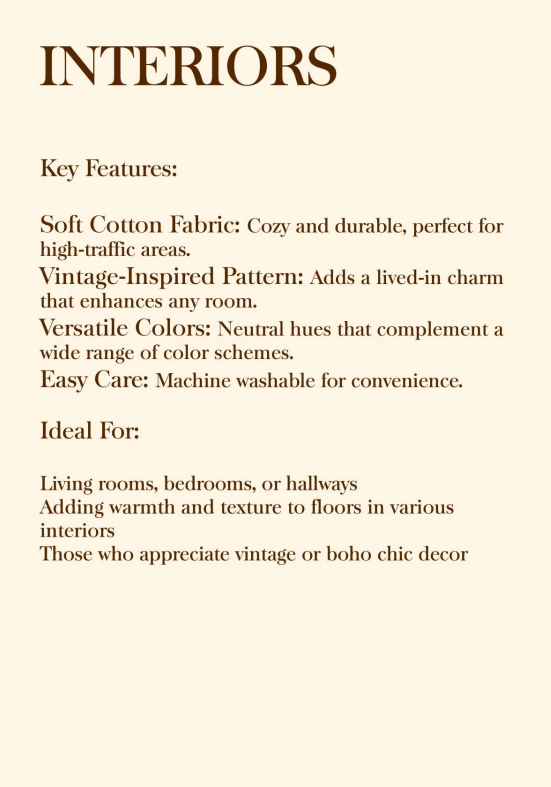 INTERIORS
Key Features:
Soft Cotton Fabric: Cozy and durable, perfect for
high-traffic areas.
Vintage-Inspired Pattern: Adds a lived-in charm
that enhances any room.
Versatile Colors: Neutral hues that complement a
wide range of color schemes.
Easy Care: Machine washable for convenience.
Ideal For:
Living rooms, bedrooms, or hallways
Adding warmth and texture to floors in various
interiors
Those who appreciate vintage or boho chic decor